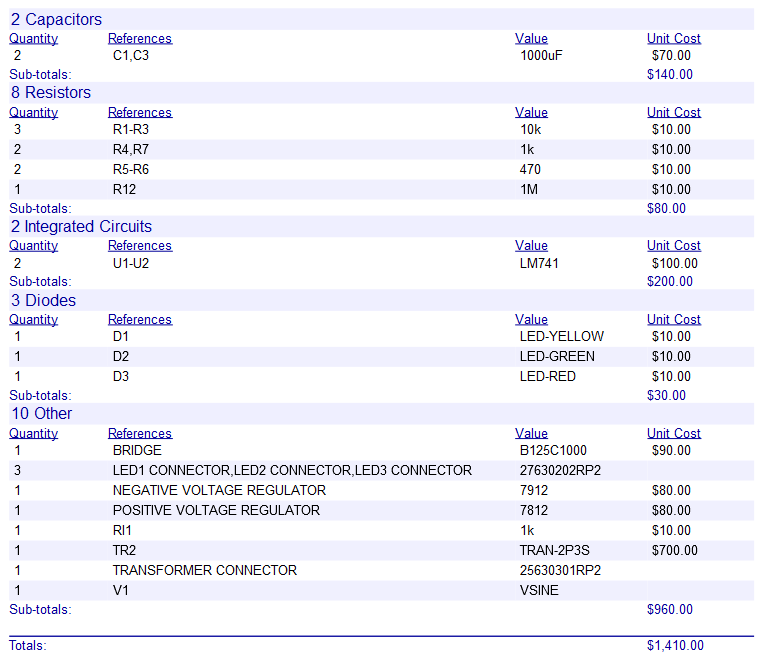 2 Capacitors
Quantity References Value Unit Cost
2 C1,C3 1000uF $70.00
Sub-totals: $140.00
8 Resistors
Quantity References Value Unit Cost
3 R1-R3 10k $10.00
2 R4,R7 1k $10.00
2 R5-R6 470 $10.00
1 R12 1M $10.00
Sub-totals: $80.00
2 Integrated Circuits
Quantity References Value Unit Cost
2 U1-U2 LM741 $100.00
Sub-totals: $200.00
3 Diodes
Quantity References Value Unit Cost
1 D1 LED-YELLOW $10.00
1 D2 LED-GREEN $10.00
1 D3 LED-RED $10.00
Sub-totals: $30.00
10 Other
Quantity References Value Unit Cost
1 BRIDGE B125C1000 $90.00
3 LED1 CONNECTOR,LED2 CONNECTOR,LED3 CONNECTOR 27630202RP2
1 NEGATIVE VOLTAGE REGULATOR 7912 $80.00
1 POSITIVE VOLTAGE REGULATOR 7812 $80.00
1 RI1 1k $10.00
1 TR2 TRAN-2P3S $700.00
1 TRANSFORMER CONNECTOR 25630301RP2
1 V1 VSINE
Sub-totals: $960.00
Totals: $1,410.00